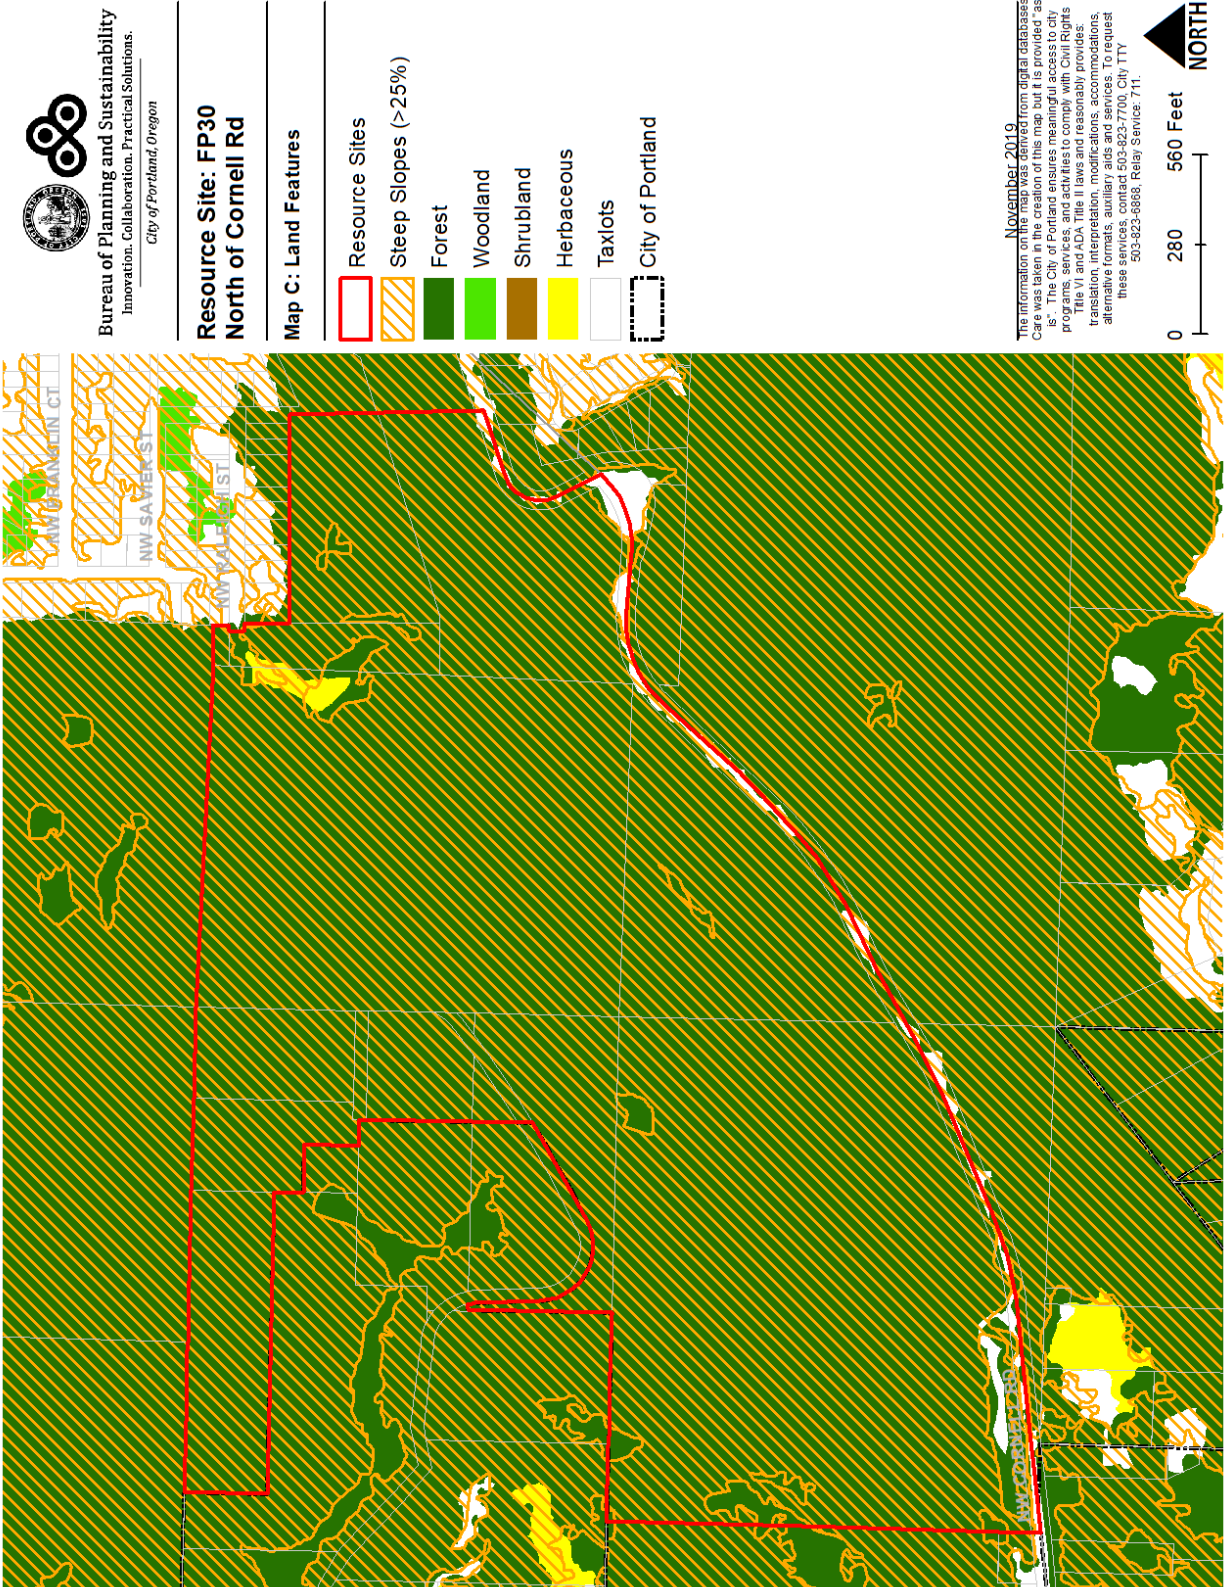 Bureau of Planning and Sustainability
Innovation. Collaboration. Practical Solutions.
City of Portland, Oregon
Resource Site: FP30
North of Cornell Rd
Map C: Land Features
Resource Sites
Steep Slopes (>25%)
Forest
Woodland
Shrubland
Herbaceous
Taxlots
City of Portland
November 2019
The information on the map was derived from digital databases
Care was taken in the creation of this map but it is provided "as
is". The City of Portland ensures meaningful access to city
programs, services, and activities to comply with Civil Rights
Title VI and ADA Title II laws and reasonably provides:
translation, interpretation, modifications, accommodations,
alternative formats, auxiliary aids and services. To request
these services, contact 503-823-7700, City TTY
503-823-6868, Relay Service: 711.
0 280 560 Feet
NORTH
NW FRANKLIN CT
NW SAVIER ST
NW RALEIGH ST
NW CORNELL RD